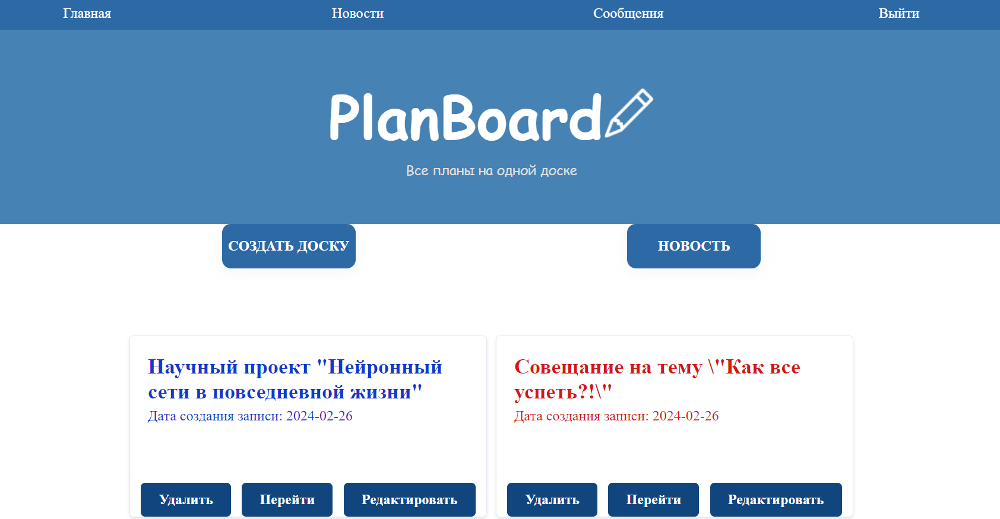 Главная Новости Сообщения Выйти
PlanBoard
Все планы на одной доске
СОЗДАТЬ ДОСКУ НОВОСТЬ
Научный проект "Нейронный
сети в повседневной жизни"
Дата создания записи: 2024-02-26
Удалить Перейти Редактировать
Совещание на тему \"Как все
успеть?!\"
Дата создания записи: 2024-02-26
Удалить Перейти Редактировать